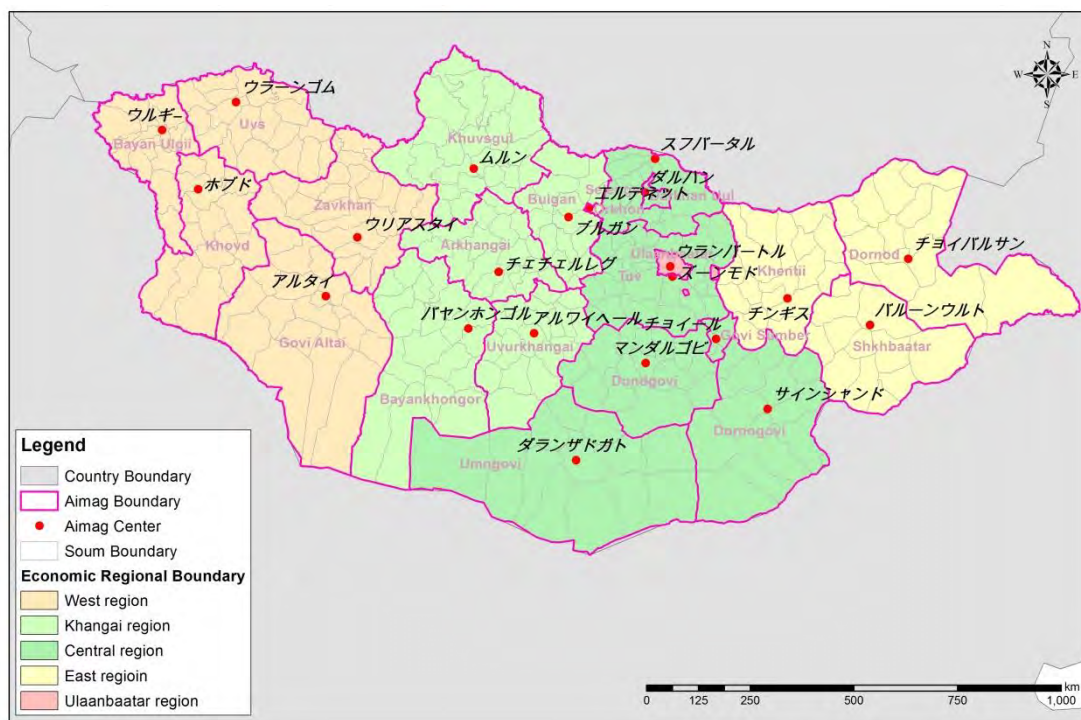 N
W
E
S
ウラーンゴム
ウルギー
Uys
Bayan Ulgii
スフバータル
Khuvsgul
ムルン
ダルハン
エルデネット
ホブド
Zavkhan
Bulgan
ウリアスタイ
ブルガン
Khovd
Arkhangai
ウランバートル
チョイバルサン
Dornod
チェチェルレグ
ズーンモド
Tuv
Khentii
アルタイ
チンギス
バルーンウルト
バヤンホンゴル
アルワイヘール
チョイール
Govi Sumber
Govi Altai
Uvurkhangai
マンダルゴビ
Shkhbaatar
Dundgovi
Bayankhongor
サインシャンド
Dornogovi
ダランザドガト
Umngovi
Legend
Country Boundary
Aimag Boundary
Aimag Center
Soum Boundary
Economic Regional Boundary
West region
Khangai region
Central region
East regioin
Ulaanbaatar region
km
0 125 250 500 750 1,000